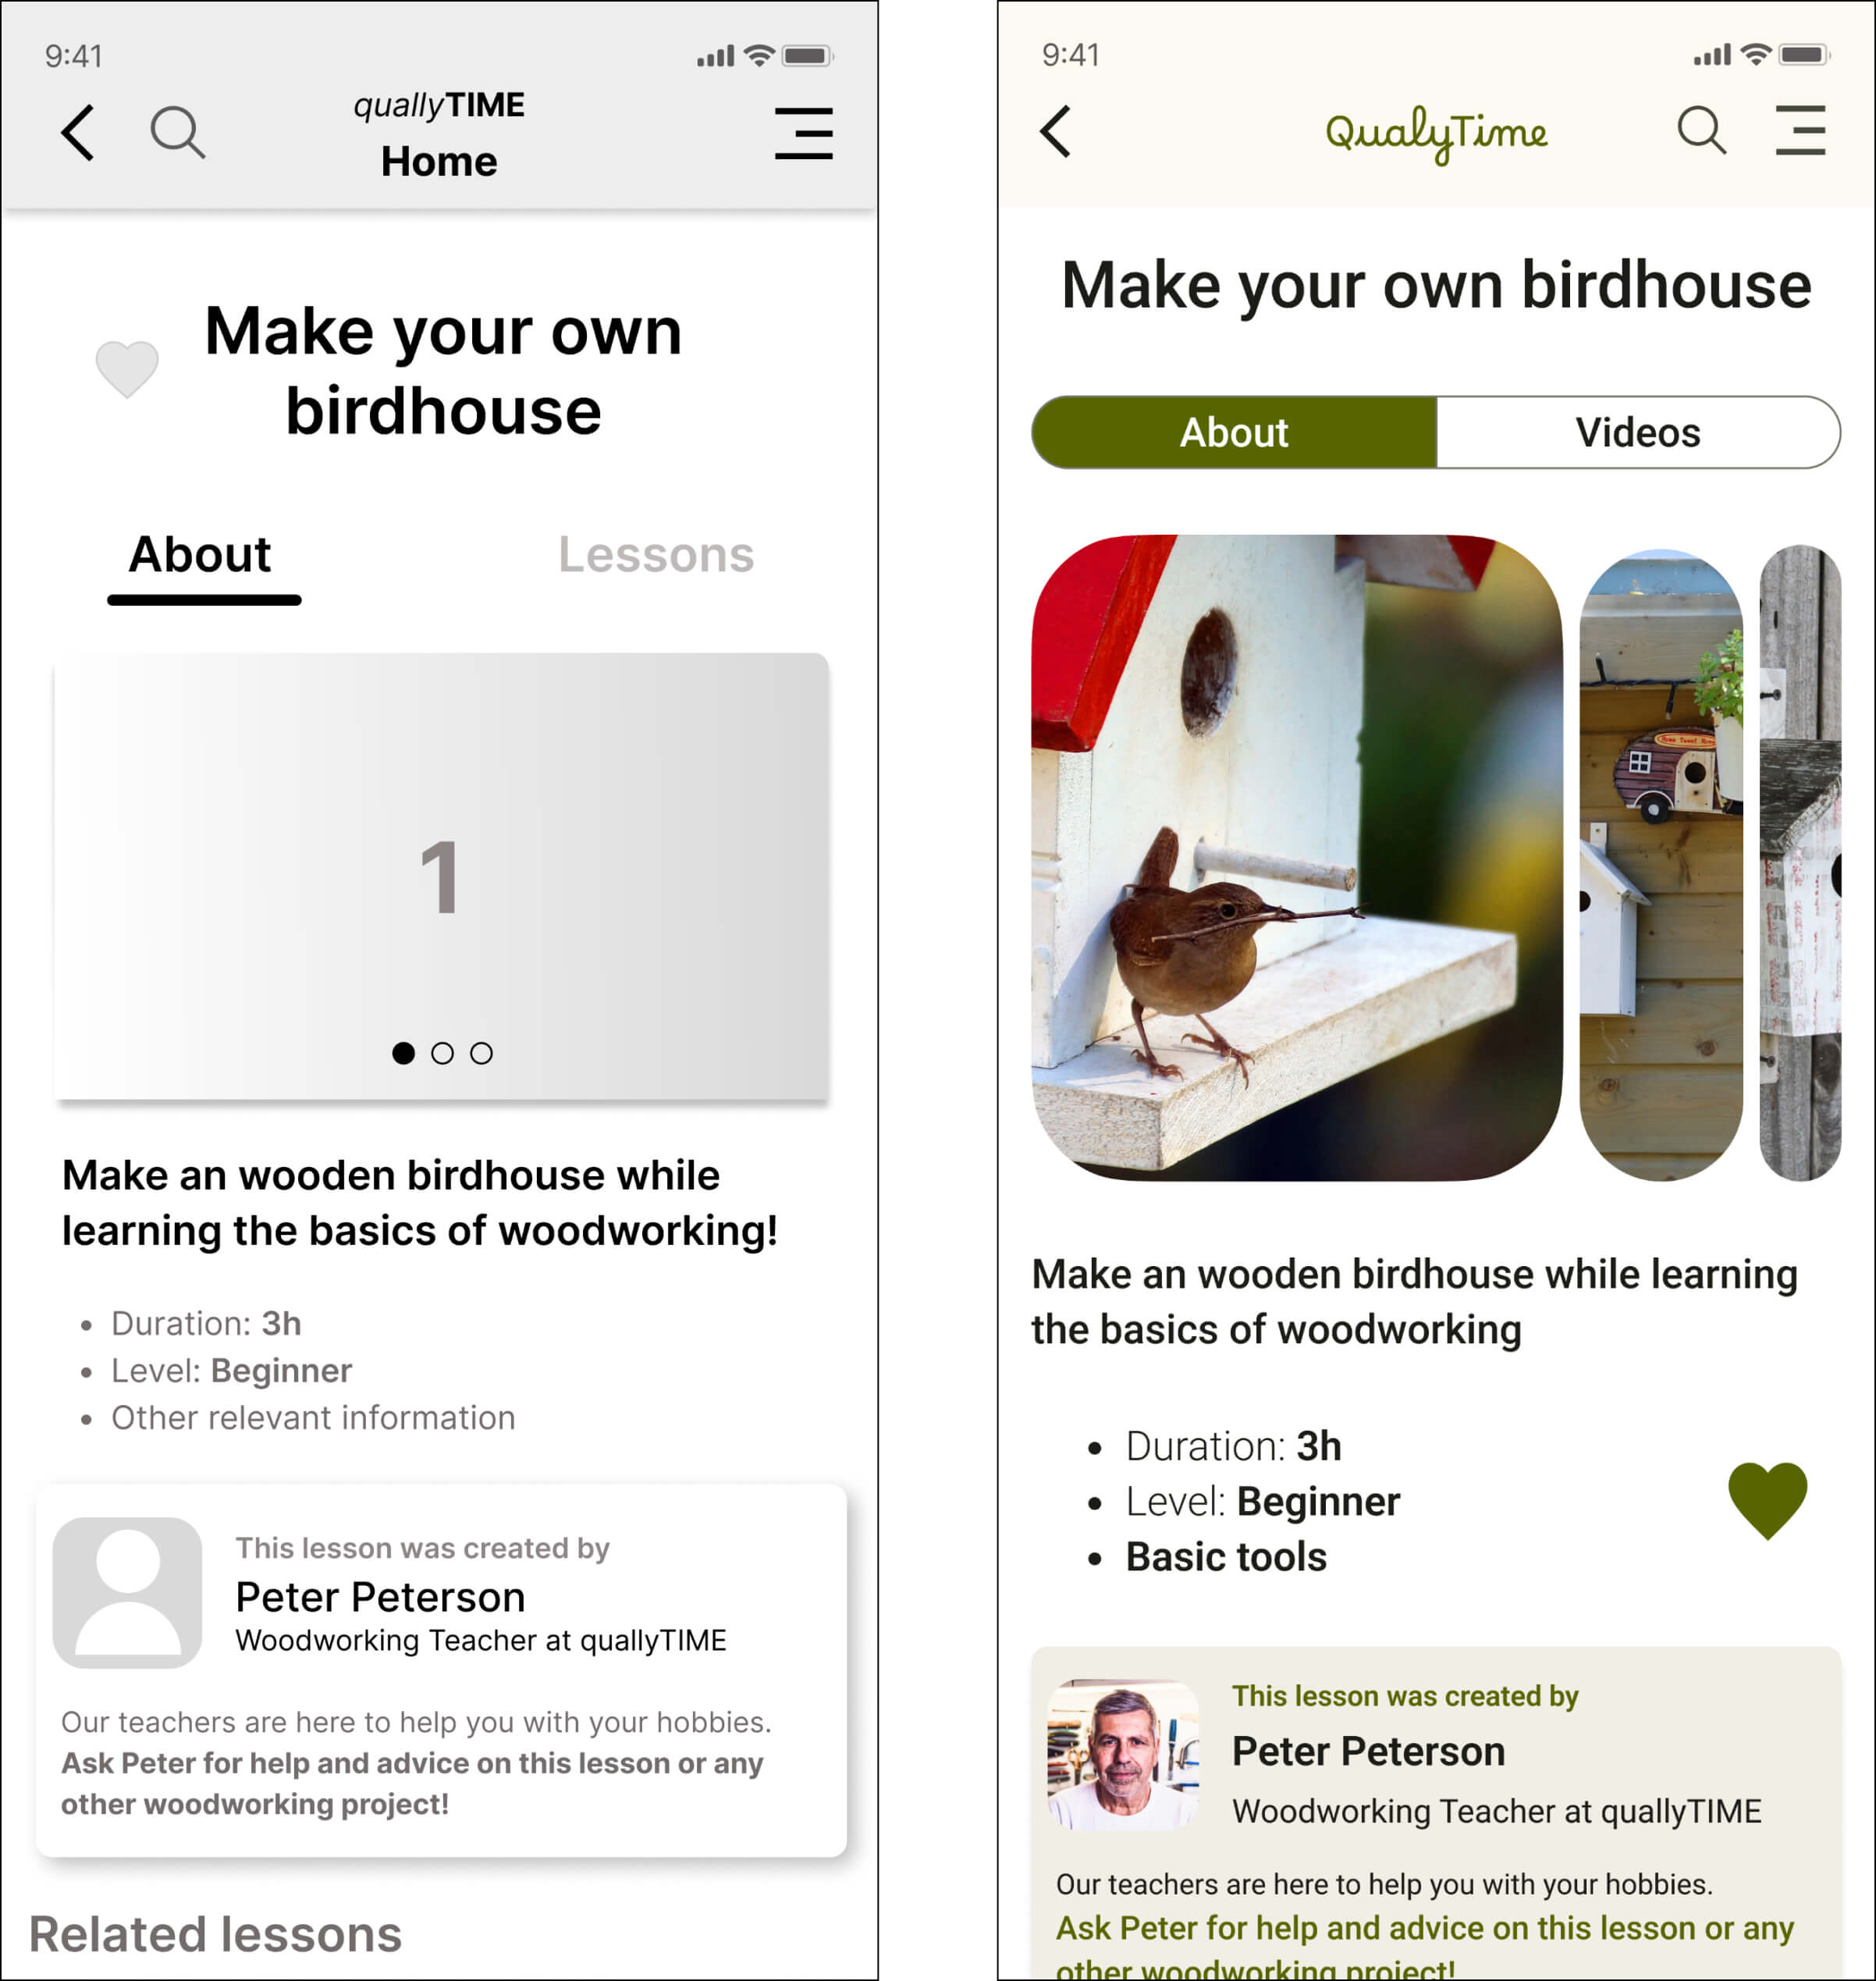 9:41
quallyTIME
Home
Make your own
birdhouse
About
Lessons
1
Make an wooden birdhouse while
learning the basics of woodworking!
• Duration: 3h
• Level: Beginner
• Other relevant information
This lesson was created by
Peter Peterson
Woodworking Teacher at quallyTIME
Our teachers are here to help you with your hobbies.
Ask Peter for help and advice on this lesson or any
other woodworking project!
Related lessons
9:41
QualyTime
Make your own birdhouse
About
Videos
Home Sweet Home
Make an wooden birdhouse while learning
the basics of woodworking
• Duration: 3h
• Level: Beginner
• Basic tools
This lesson was created by
Peter Peterson
Woodworking Teacher at quallyTIME
Our teachers are here to help you with your hobbies.
Ask Peter for help and advice on this lesson or any
other woodworking project!